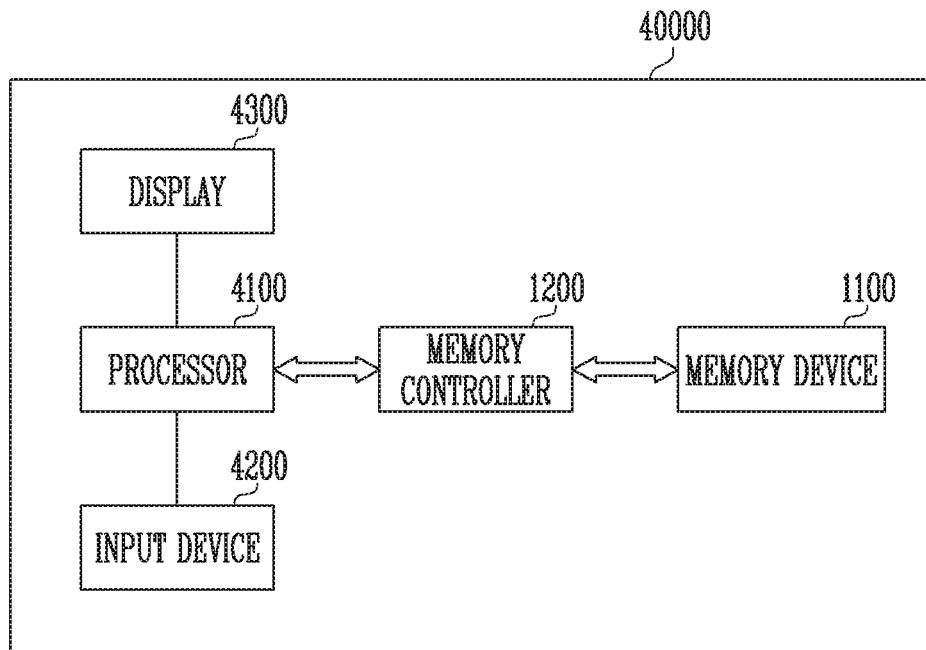 40000
4300
DISPLAY
4100
PROCESSOR
1200
MEMORY
CONTROLLER
1100
MEMORY DEVICE
4200
INPUT DEVICE